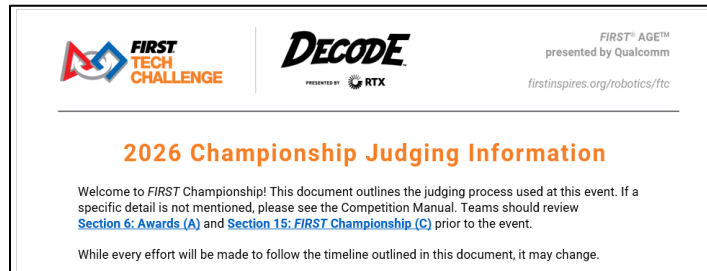 FIRST
TECH
CHALLENGE
DECODE
PRESENTED BY RTX
FIRST® AGE™
presented by Qualcomm
firstinspires.org/robotics/ftc
2026 Championship Judging Information
Welcome to FIRST Championship! This document outlines the judging process used at this event. If a
specific detail is not mentioned, please see the Competition Manual. Teams should review
Section 6: Awards (A) and Section 15: FIRST Championship (C) prior to the event.
While every effort will be made to follow the timeline outlined in this document, it may change.